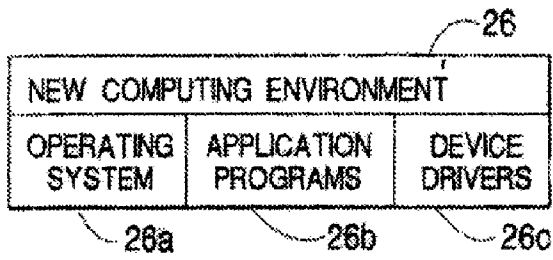 26
NEW COMPUTING ENVIRONMENT
OPERATING SYSTEM
APPLICATION PROGRAMS
DEVICE DRIVERS
26a
26b
26c